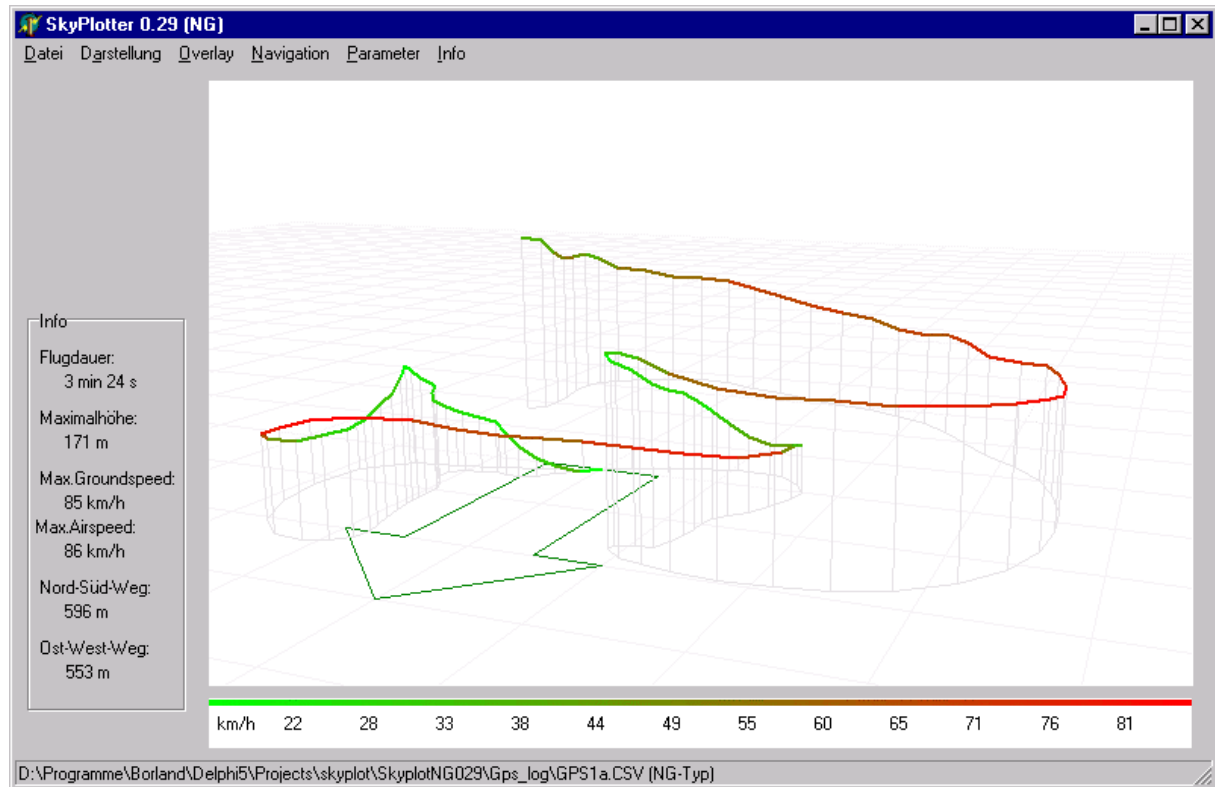 SkyPlotter 0.29 (NG)
Datei Darstellung Overlay Navigation Parameter Info
Info
Flugdauer:
3 min 24 s
Maximalhöhe:
171 m
Max.Groundspeed:
85 km/h
Max.Airspeed:
86 km/h
Nord-Süd-Weg:
596 m
Ost-West-Weg:
553 m
km/h 22 28 33 38 44 49 55 60 65 71 76 81
D:\Programme\Borland\Delphi5\Projects\skyplot\SkyplotNG029\Gps_log\GPS1a.CSV (NG-Typ)